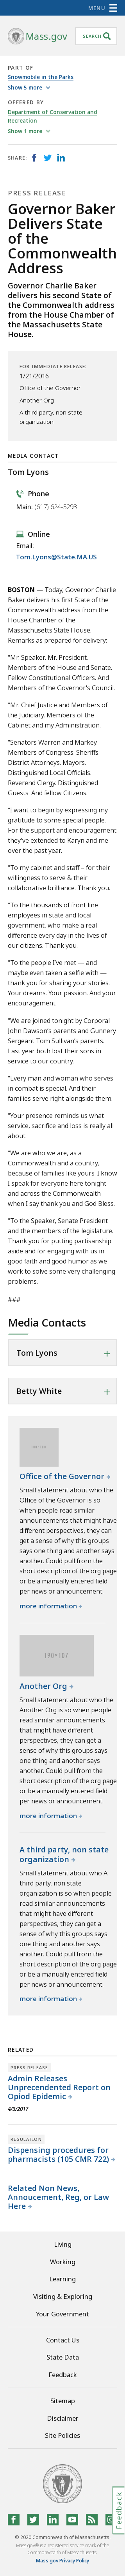 MENU
Mass.gov
SEARCH
PART OF
Snowmobile in the Parks
Show 5 more
OFFERED BY
Department of Conservation and
Recreation
Show 1 more
SHARE:
PRESS RELEASE
Governor Baker
Delivers State
of the
Commonwealth
Address
Governor Charlie Baker
delivers his second State of
the Commonwealth address
from the House Chamber of
the Massachusetts State
House.
FOR IMMEDIATE RELEASE:
1/21/2016
Office of the Governor
Another Org
A third party, non state
organization
MEDIA CONTACT
Tom Lyons
Phone
Main: (617) 624-5293
Online
Email:
Tom.Lyons@State.MA.US
BOSTON — Today, Governor Charlie
Baker delivers his first State of the
Commonwealth address from the
House Chamber of the
Massachusetts State House.
Remarks as prepared for delivery:
“Mr. Speaker. Mr. President.
Members of the House and Senate.
Fellow Constitutional Officers. And
Members of the Governor’s Council.
“Mr. Chief Justice and Members of
the Judiciary. Members of the
Cabinet and my Administration.
“Senators Warren and Markey.
Members of Congress. Sheriffs.
District Attorneys. Mayors.
Distinguished Local Officials.
Reverend Clergy. Distinguished
Guests. And fellow Citizens.
“I want to begin by expressing my
gratitude to some special people.
Your support and encouragement
are everything to Karyn and me
over the past year.
“To my cabinet and staff – for their
willingness to serve & their
collaborative brilliance. Thank you.
“To the thousands of front line
employees who don’t just make
government work, who make a real
difference every day in the lives of
their own citizens. Thank you.
“To the people I’ve met — and
maybe even taken a selfie with —
thank you for sharing your stories.
Your dreams. Your passion. And your
encouragement.
“We are joined tonight by Corporal
John Dawson’s parents and Gunnery
Sergeant Tom Sullivan’s parents.
Last year both of their sons were
killed in service to our country.
“Every man and woman who serves
in combat is special. And their
families serve alongside them.
“Your presence reminds us what
service, sacrifice and loss is really all
about.
“We are who we are, as a
Commonwealth and a country,
because of families like yours. I know
I speak for everyone here tonight
and across the Commonwealth
when I say thank you and God Bless.
“To the Speaker, Senate President
and the members of the legislature.
Thank you for putting partnership
ahead of partisanship. And for
engaging with us in good faith as we
work to solve some very challenging
problems.
###
Media Contacts
Tom Lyons
+
Betty White
+
Office of the Governor
Small statement about who the
Office of the Governor is so when
people read similar
announcements that might have
different perspectives, they can
get a sense of why this group says
one thing and another says
another. Could pull from the short
description of the org page or be a
manually entered field per news or
announcement.
more information
190×107
Another Org
Small statement about who the
Another Org is so when people
read similar announcements that
might have different perspectives,
they can get a sense of why this
group says one thing and another
says another. Could pull from the
short description of the org page
or be a manually entered field per
news or announcement.
more information
A third party, non state
organization
Small statement about who A
third party, non state
organization is so when people
read similar announcements that
might have different perspectives,
they can get a sense of why this
group says one thing and another
says another. Could pull from the
short description of the org page
or be a manually entered field per
news or announcement.
more information
RELATED
PRESS RELEASE
Admin Releases
Unprecendented Report on
Opiod Epidemic
4/3/2017
REGULATION
Dispensing procedures for
pharmacists (105 CMR 722)
Related Non News,
Annoucement, Reg, or Law
Here
Living
Working
Learning
Visiting & Exploring
Your Government
Contact Us
State Data
Feedback
Sitemap
Disclaimer
Site Policies
Feedback
© 2020 Commonwealth of Massachusetts.
Mass.gov® is a registered service mark of the
Commonwealth of Massachusetts.
Mass.gov Privacy Policy